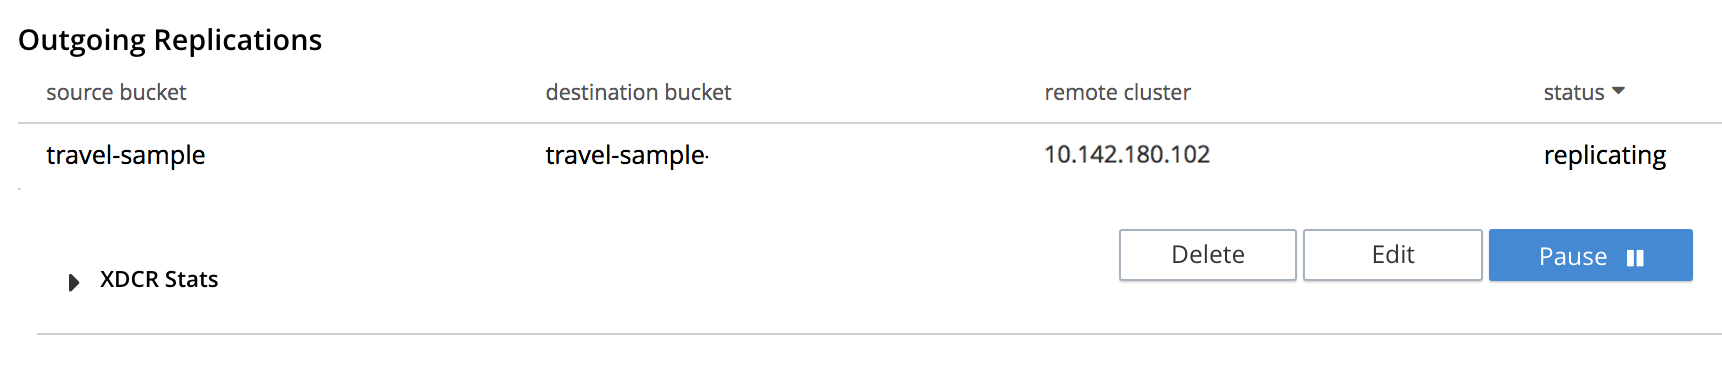 Outgoing Replications
source bucket destination bucket remote cluster status
travel-sample travel-sample 10.142.180.102 replicating
Delete Edit Pause
XDCR Stats